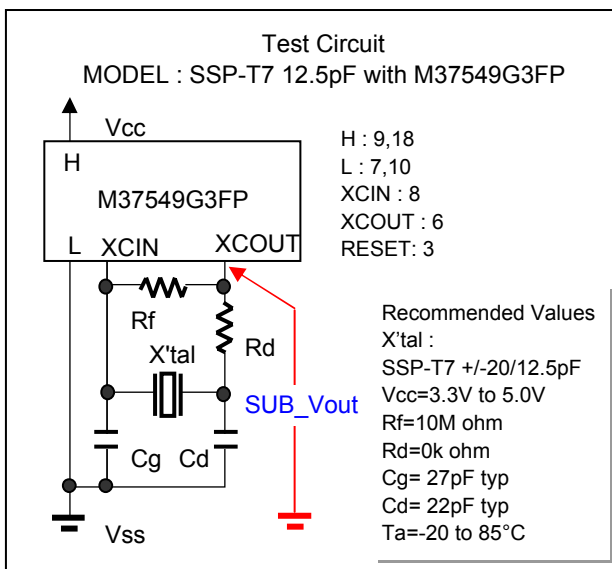 Test Circuit
MODEL : SSP-T7 12.5pF with M37549G3FP
Vcc
H
M37549G3FP
L XCIN XCOUT
H : 9,18
L : 7,10
XCIN : 8
XCOUT : 6
RESET: 3
Rf
Rd
X'tal
SUB_Vout
Cg Cd
Vss
Recommended Values
X'tal :
SSP-T7 +/-20/12.5pF
Vcc=3.3V to 5.0V
Rf=10M ohm
Rd=0k ohm
Cg= 27pF typ
Cd= 22pF typ
Ta=-20 to 85°C